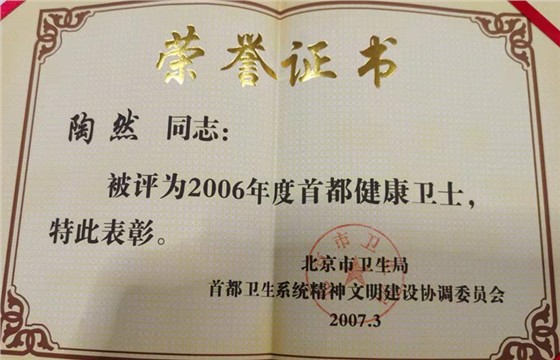 荣誉证书
陶然 同志：
被评为2006年度首都健康卫士，
特此表彰。
北京市卫生局
首都卫生系统精神文明建设协调委员会
2007.3